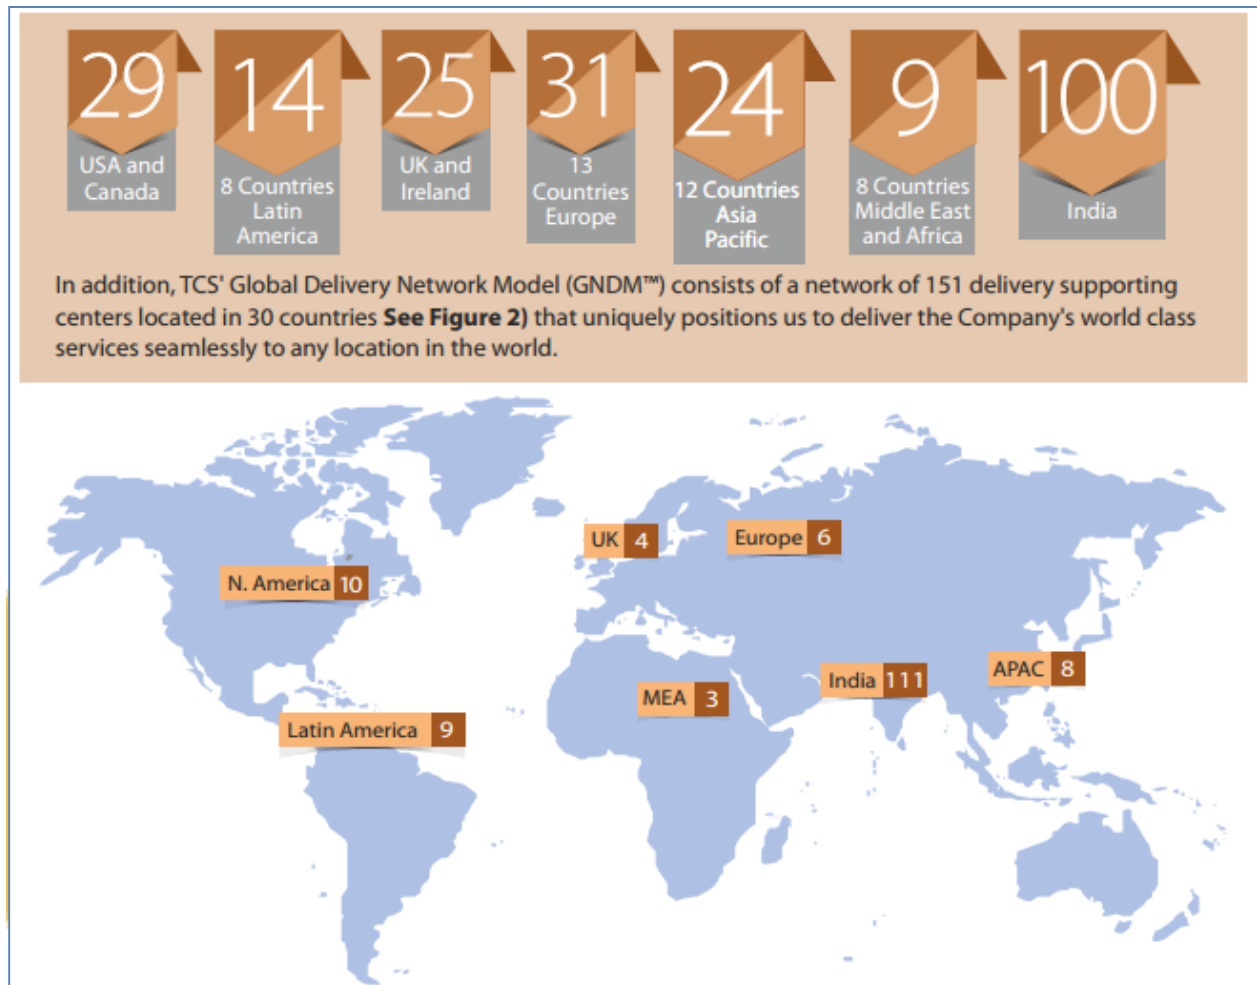 29
USA and
Canada
14
8 Countries
Latin
America
25
UK and
Ireland
31
13
Countries
Europe
24
12 Countries
Asia
Pacific
9
8 Countries
Middle East
and Africa
100
India
In addition, TCS' Global Delivery Network Model (GNDM™) consists of a network of 151 delivery supporting
centers located in 30 countries See Figure 2) that uniquely positions us to deliver the Company's world class
services seamlessly to any location in the world.
UK 4
Europe 6
N. America 10
APAC 8
India 111
MEA 3
Latin America 9